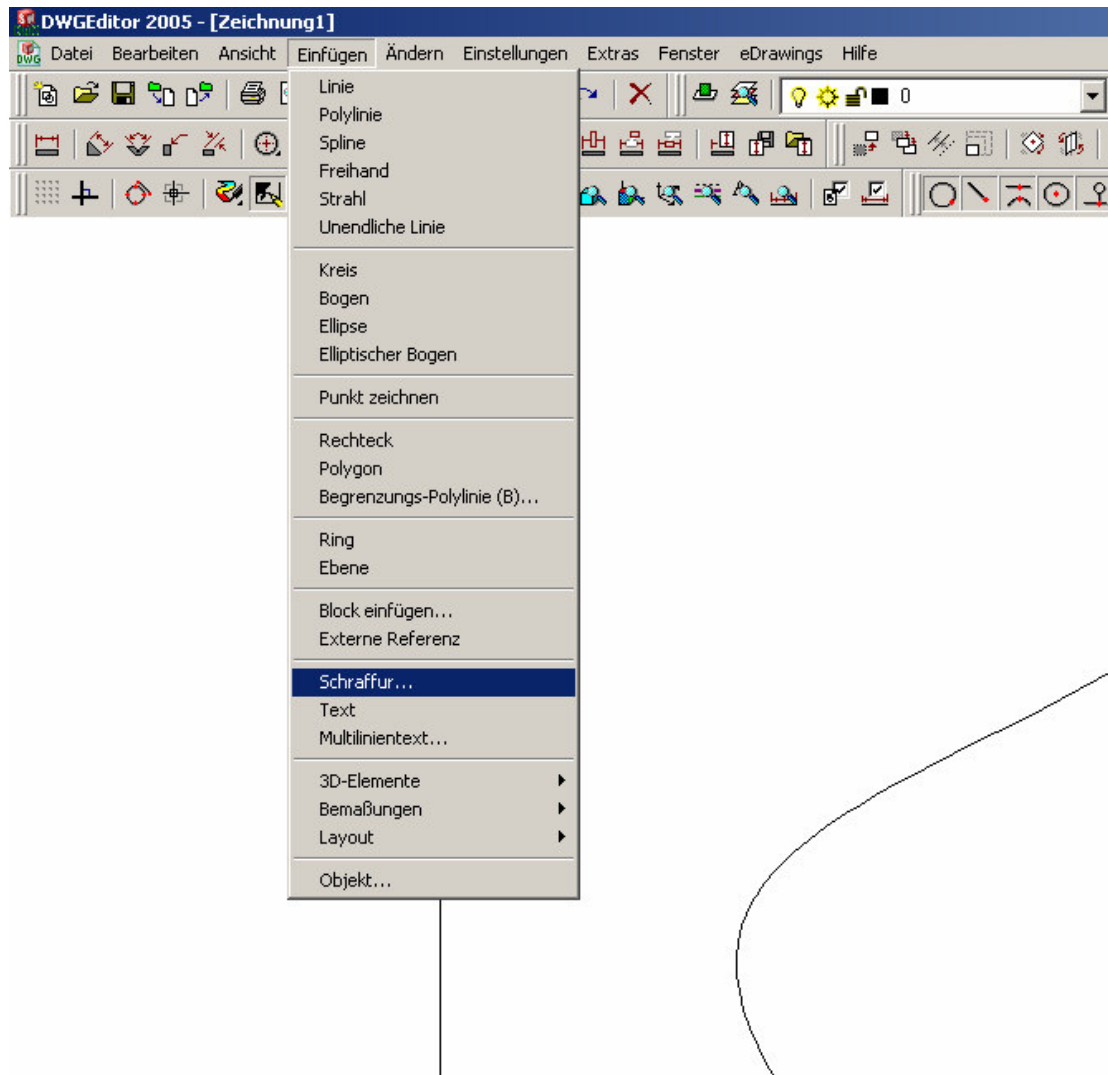 DWGEditor 2005 - [Zeichnung1]
Datei Bearbeiten Ansicht Einfügen Ändern Einstellungen Extras Fenster eDrawings Hilfe
0
Linie
Polylinie
Spline
Freihand
Strahl
Unendliche Linie
Kreis
Bogen
Ellipse
Elliptischer Bogen
Punkt zeichnen
Rechteck
Polygon
Begrenzungs-Polylinie (B)...
Ring
Ebene
Block einfügen...
Externe Referenz
Schraffur...
Text
Multilinientext...
3D-Elemente
Bemaßungen
Layout
Objekt...